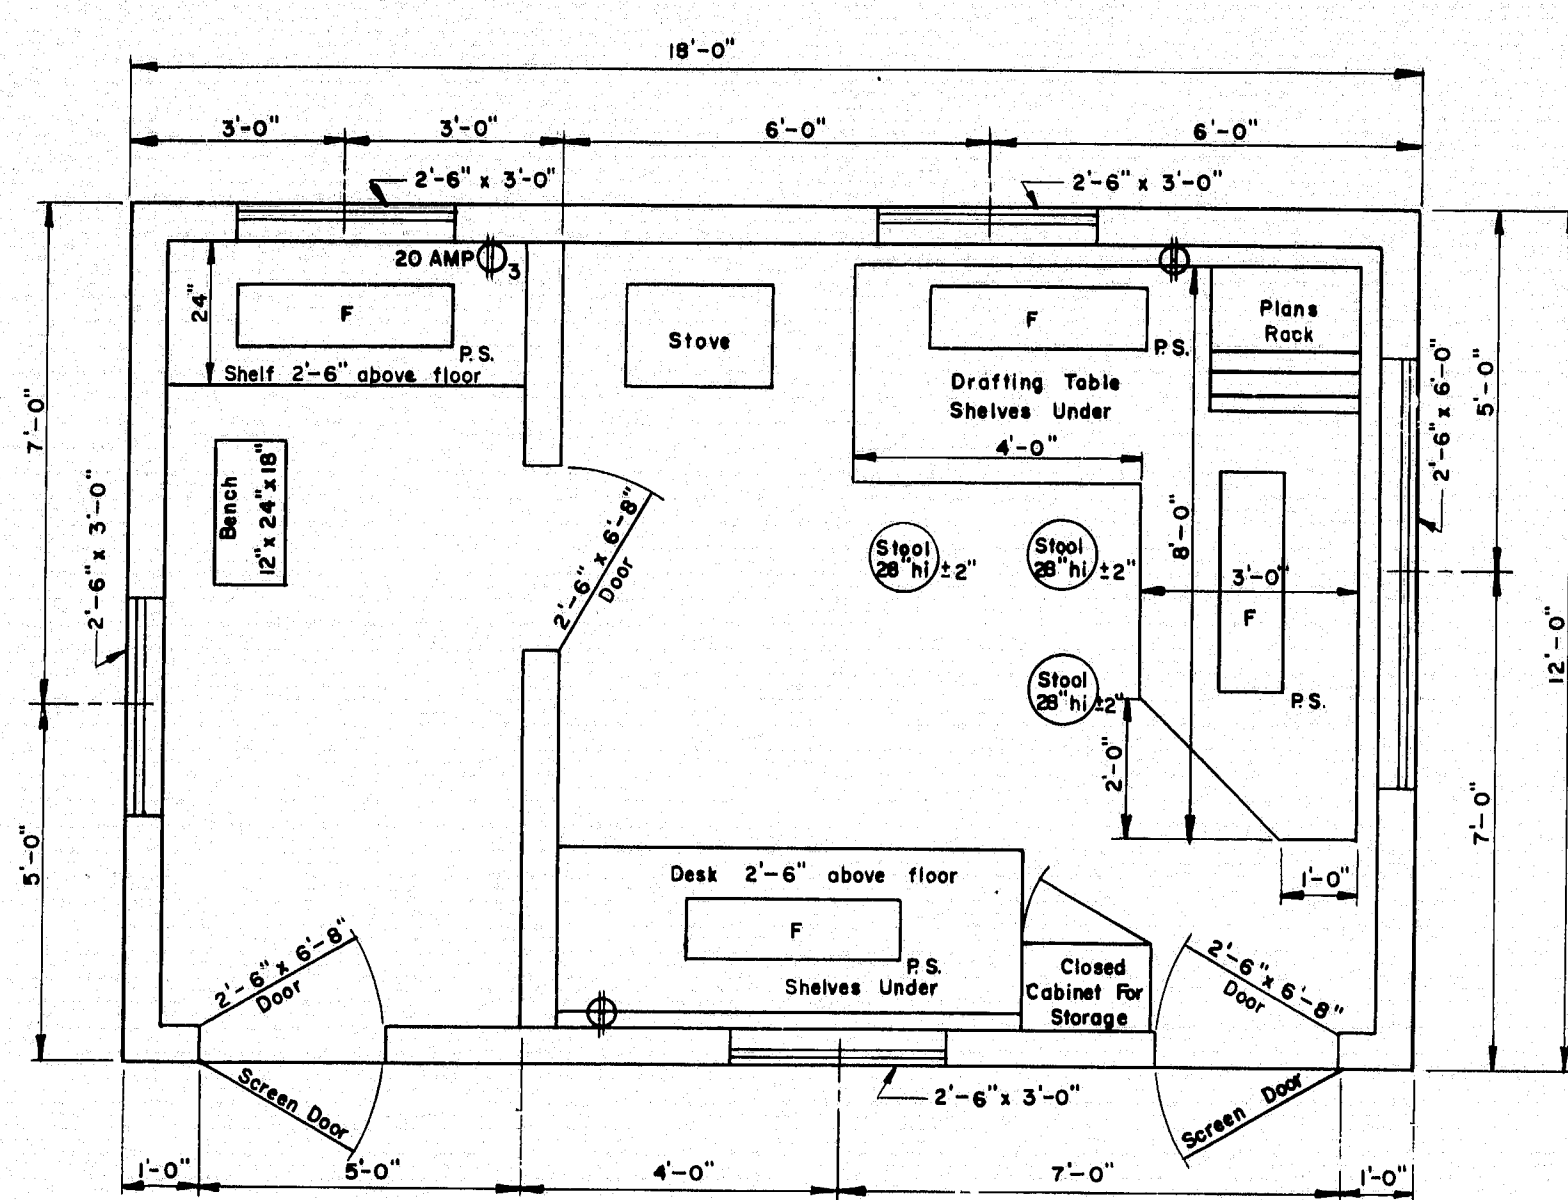 18'-0"
3'-0"
3'-0"
6'-0"
6'-0"
2'-6" x 3'-0"
2'-6" x 3'-0"
20 AMP
3
24"
F
P.S.
Shelf 2'-6" above floor
Stove
F
P.S.
Drafting Table
Shelves Under
4'-0"
Plans
Rack
2'-6" x 6'-0"
5'-0"
7'-0"
2'-6" x 3'-0"
Bench
12" x 24" x 18"
2'-6" x 6'-8"
Door
Stool
28"hi ±2"
Stool
28"hi ±2"
8'-0"
3'-0"
F
P.S.
Stool
28"hi ±2"
2'-0"
12'-0"
7'-0"
5'-0"
1'-0"
Desk 2'-6" above floor
F
P.S.
Shelves Under
Closed
Cabinet For
Storage
2'-6" x 6'-8"
Door
2'-6" x 6'-8"
Door
Screen Door
2'-6" x 3'-0"
Screen Door
1'-0"
5'-0"
4'-0"
7'-0"
1'-0"